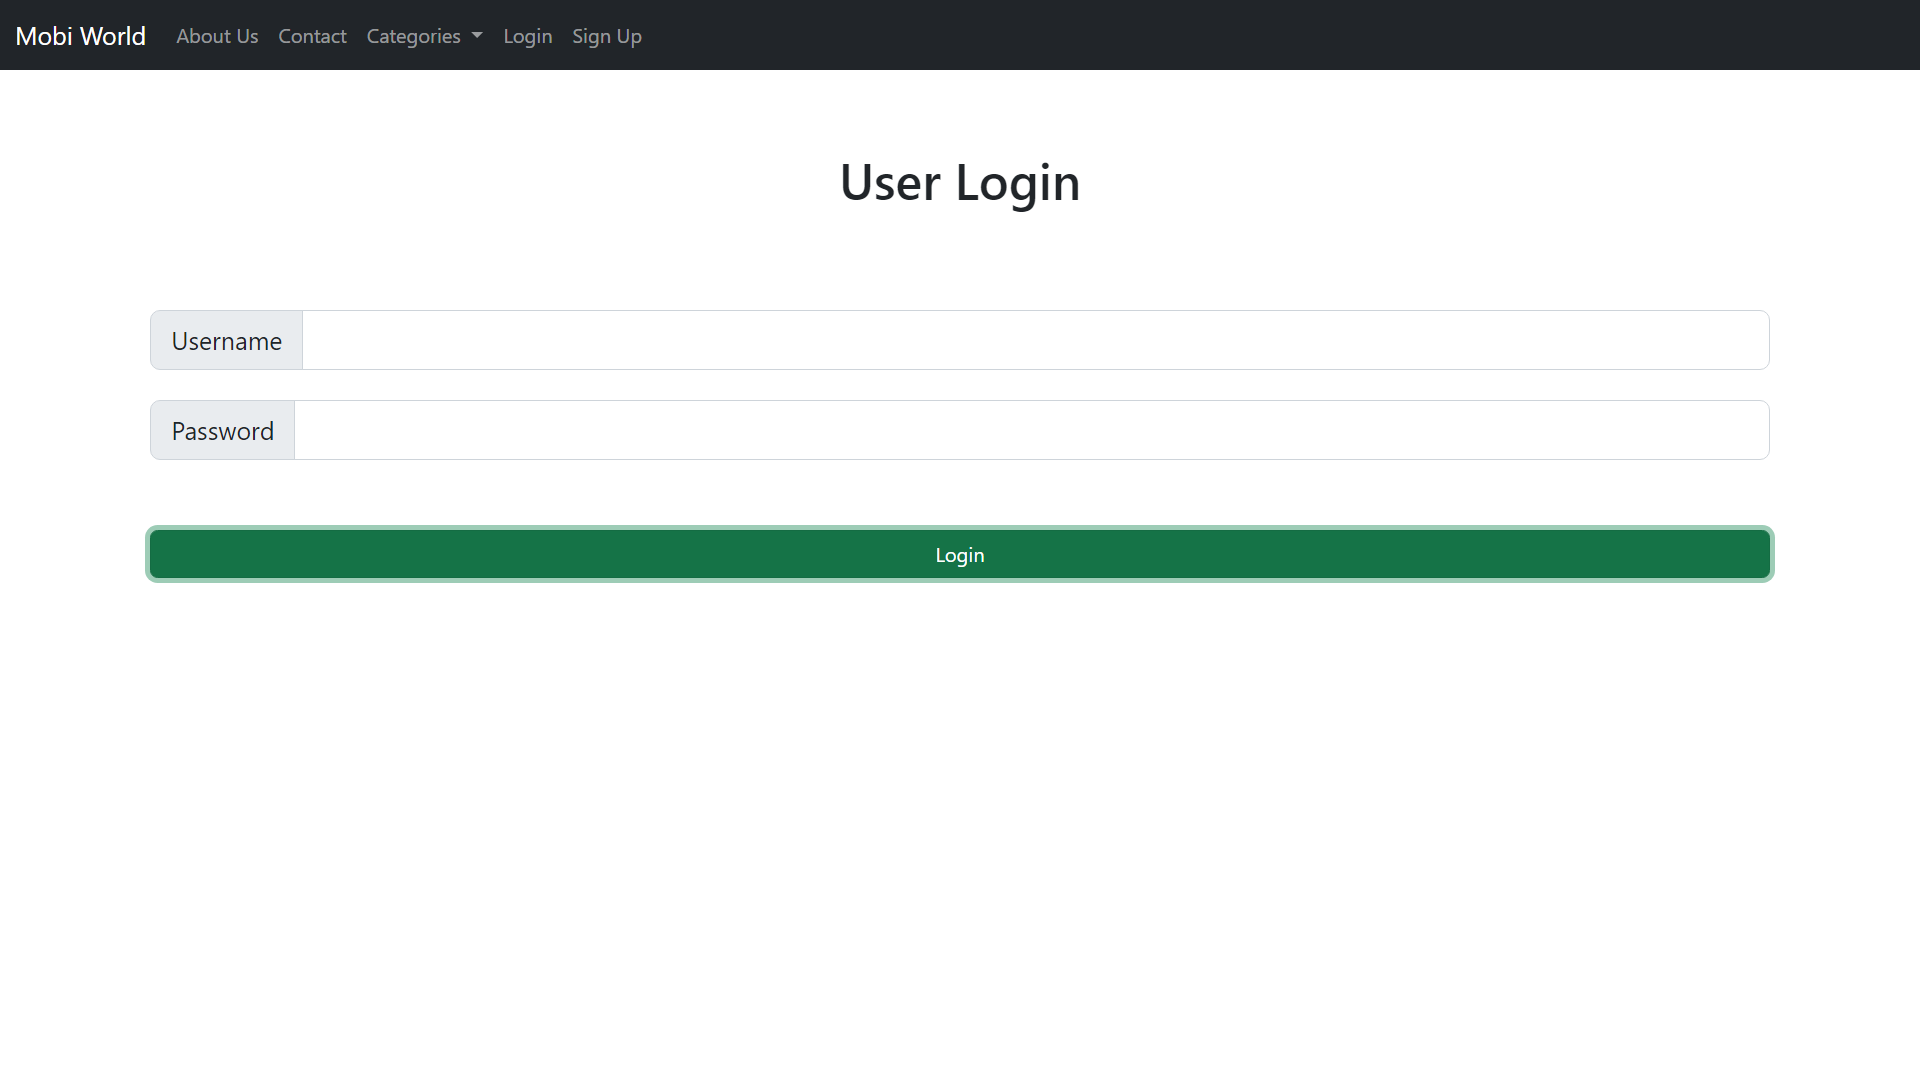 Mobi World About Us Contact Categories Login Sign Up
User Login
Username
Password
Login